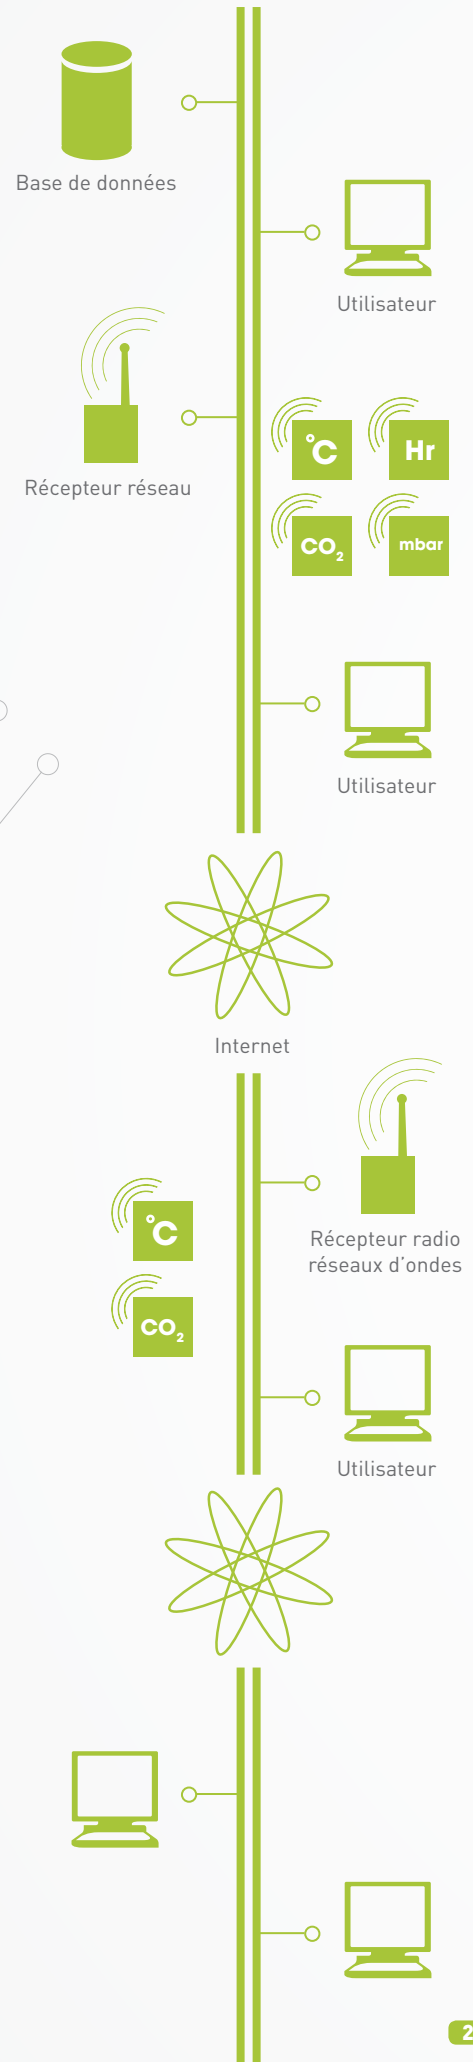 Base de données
Utilisateur
Récepteur réseau
°C
Hr
CO₂
mbar
Utilisateur
Internet
°C
CO₂
Récepteur radio
réseaux d’ondes
Utilisateur
2